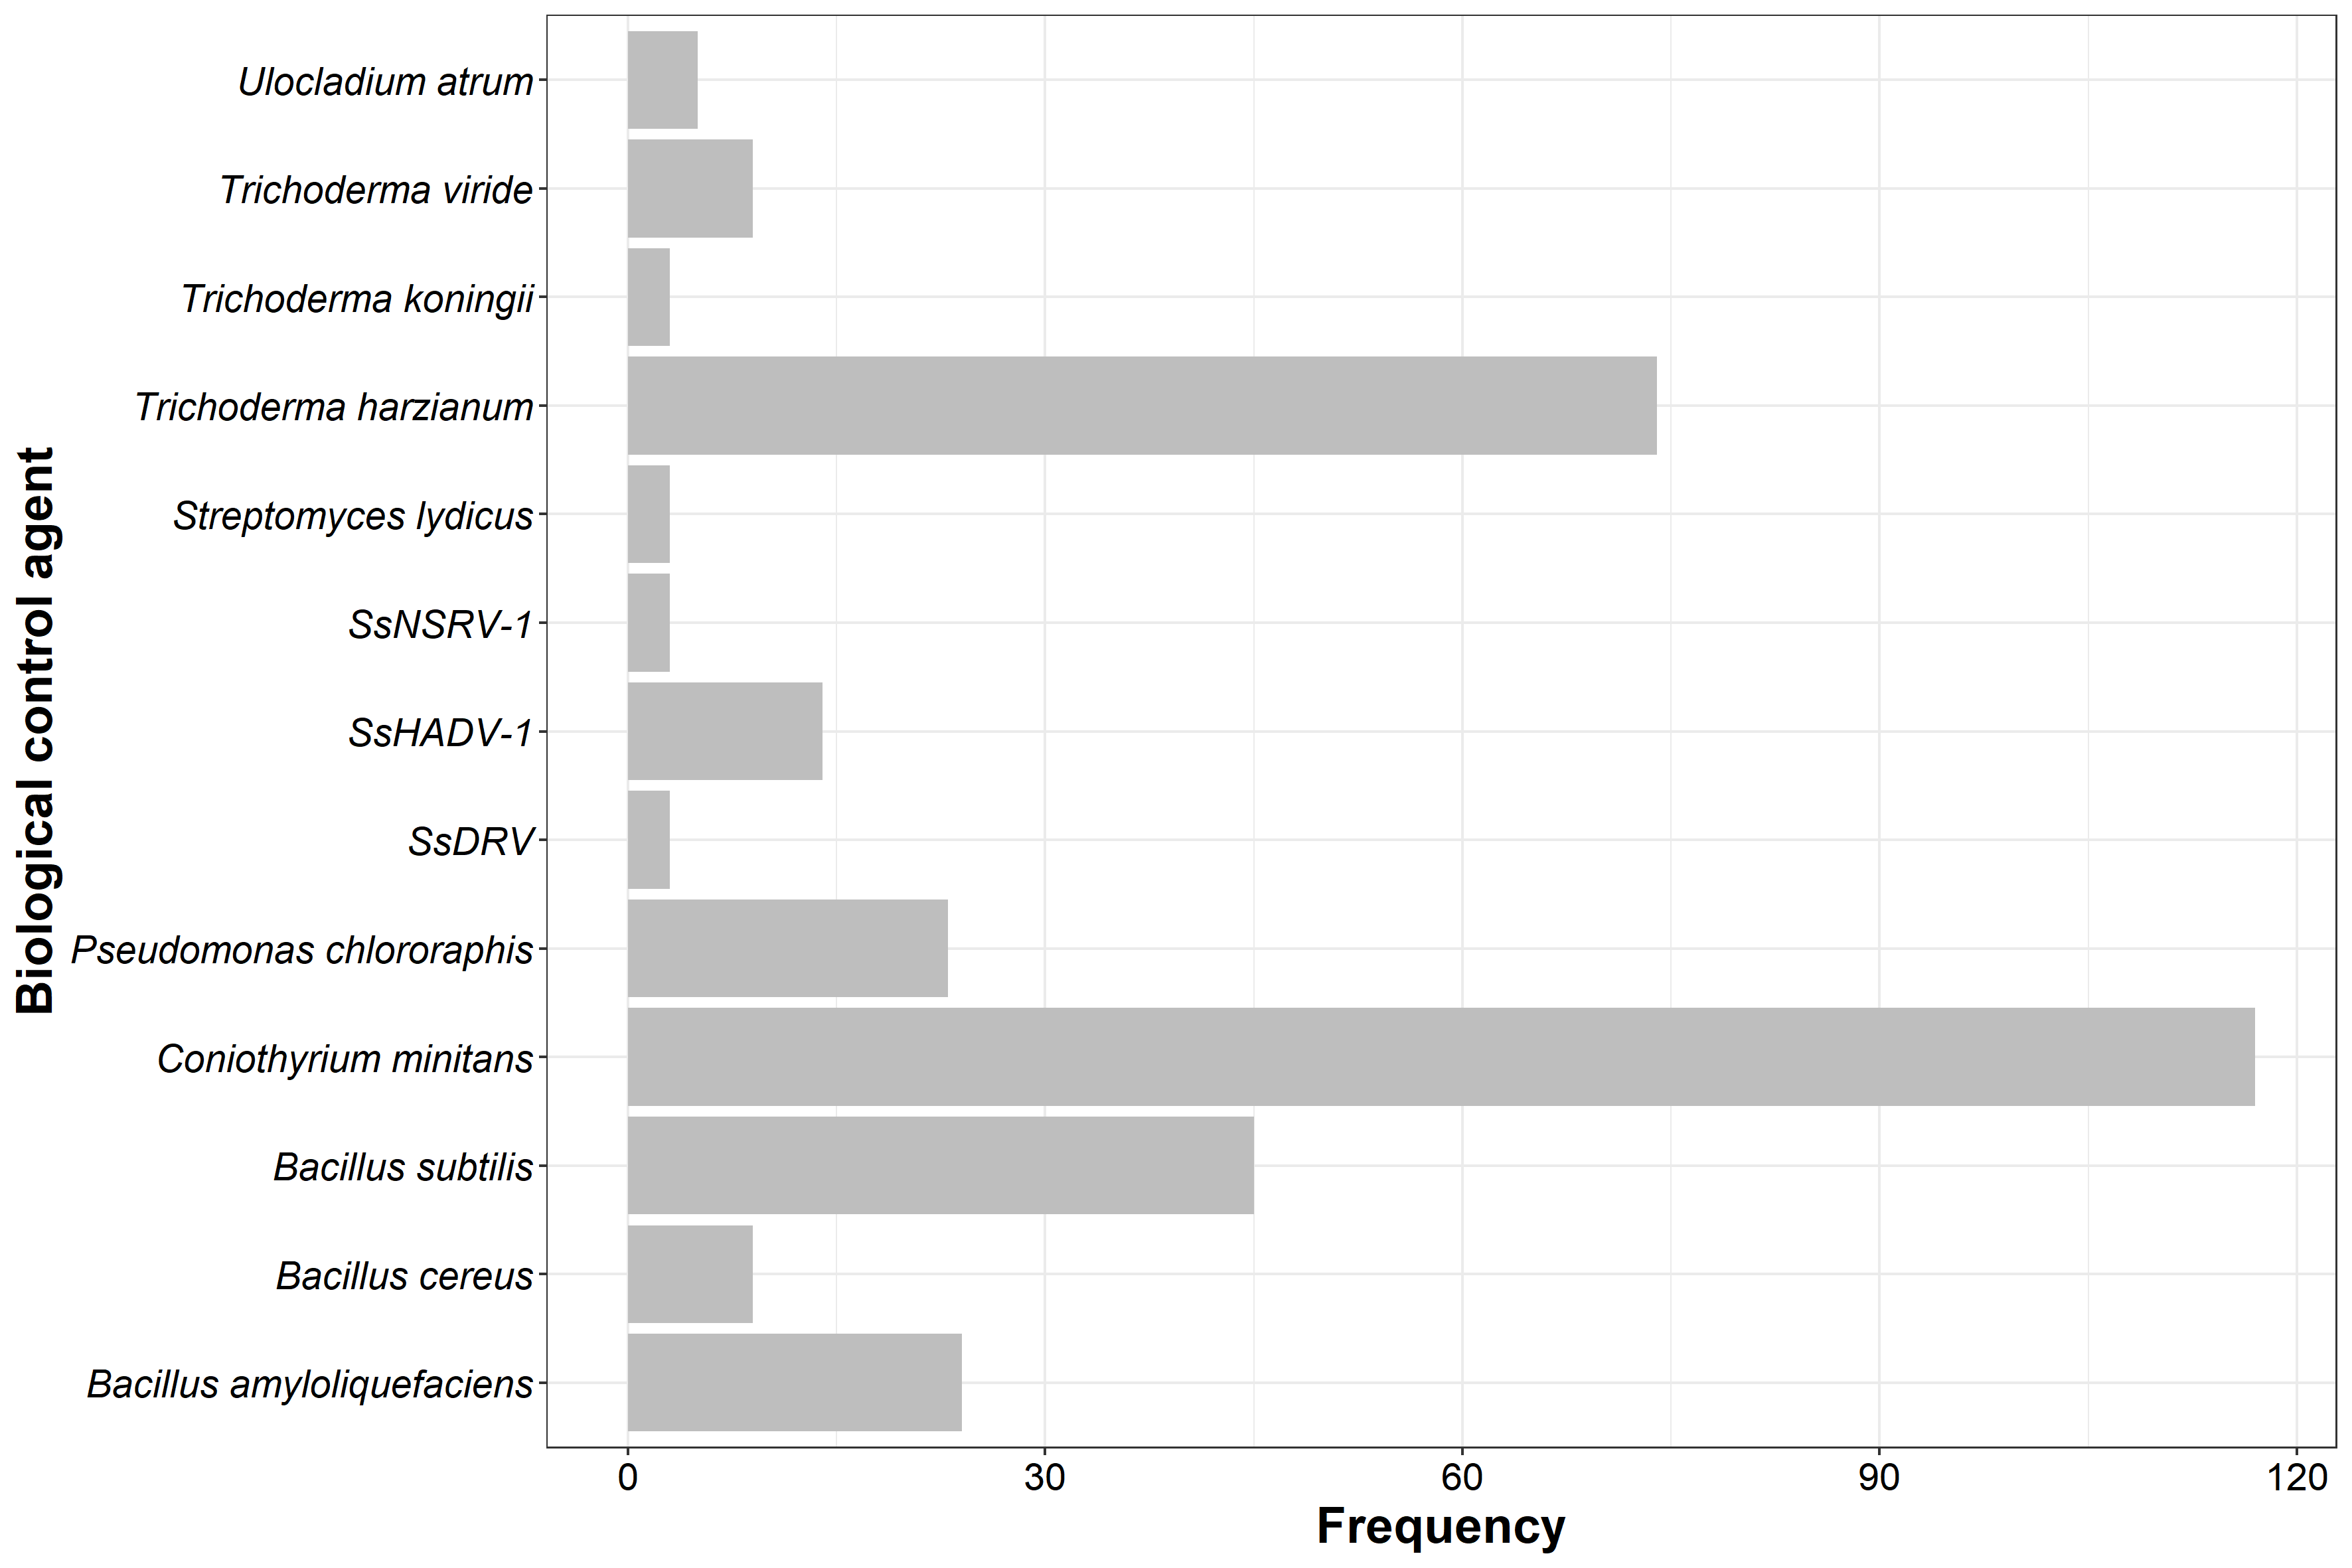 Biological control agent
Ulocladium atrum
Trichoderma viride
Trichoderma koningii
Trichoderma harzianum
Streptomyces lydicus
SsNSRV-1
SsHADV-1
SsDRV
Pseudomonas chlororaphis
Coniothyrium minitans
Bacillus subtilis
Bacillus cereus
Bacillus amyloliquefaciens
0 30 60 90 120
Frequency